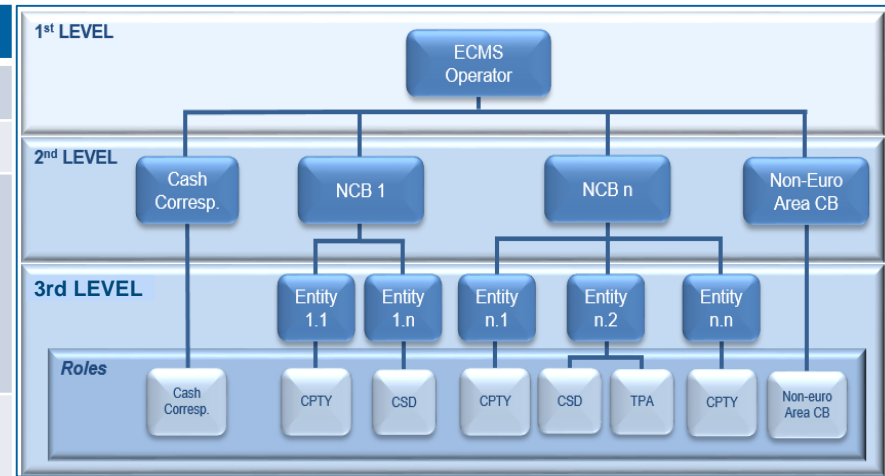 1st LEVEL
ECMS
Operator
2nd LEVEL
Cash
Corresp.
NCB 1
NCB n
Non-Euro
Area CB
3rd LEVEL
Entity
1.1
Entity
1.n
Entity
n.1
Entity
n.2
Entity
n.n
Roles
Cash
Corresp.
CPTY
CSD
CPTY
CSD
TPA
CPTY
Non-euro
Area CB